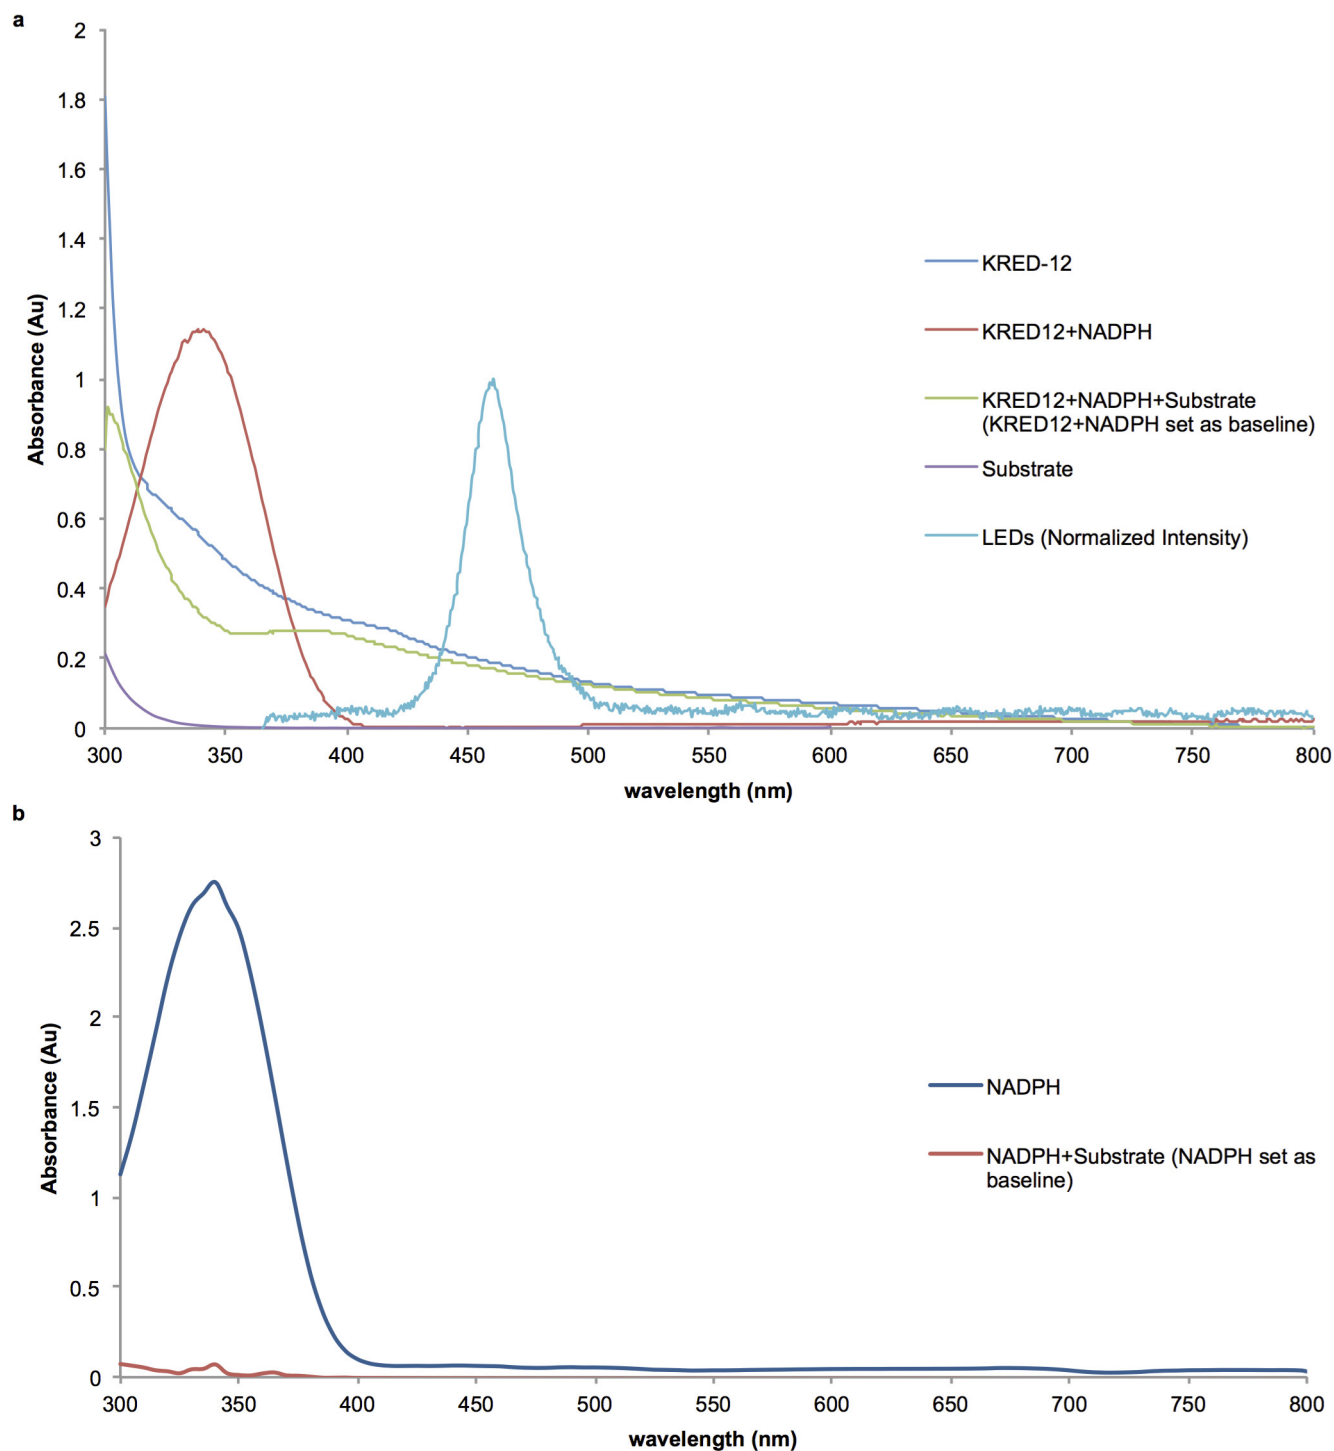 a
2
1.8
1.6
1.4
1.2
1
0.8
0.6
0.4
0.2
0
Absorbance (Au)
KRED-12
KRED12+NADPH
KRED12+NADPH+Substrate
(KRED12+NADPH set as baseline)
Substrate
LEDs (Normalized Intensity)
300 350 400 450 500 550 600 650 700 750 800
wavelength (nm)
b
3
2.5
2
1.5
1
0.5
0
Absorbance (Au)
NADPH
NADPH+Substrate (NADPH set as
baseline)
300 350 400 450 500 550 600 650 700 750 800
wavelength (nm)